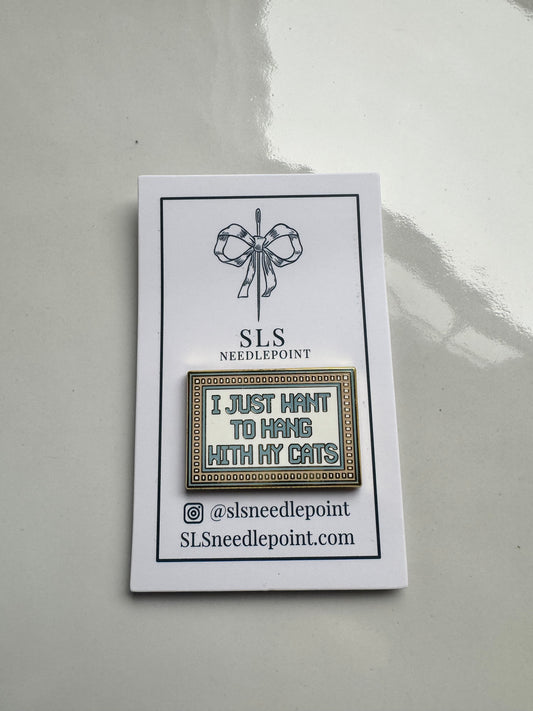 SLS
NEEDLEPOINT
I JUST WANT
TO HANG
WITH MY CATS
@slsneedlepoint
SLSneedlepoint.com